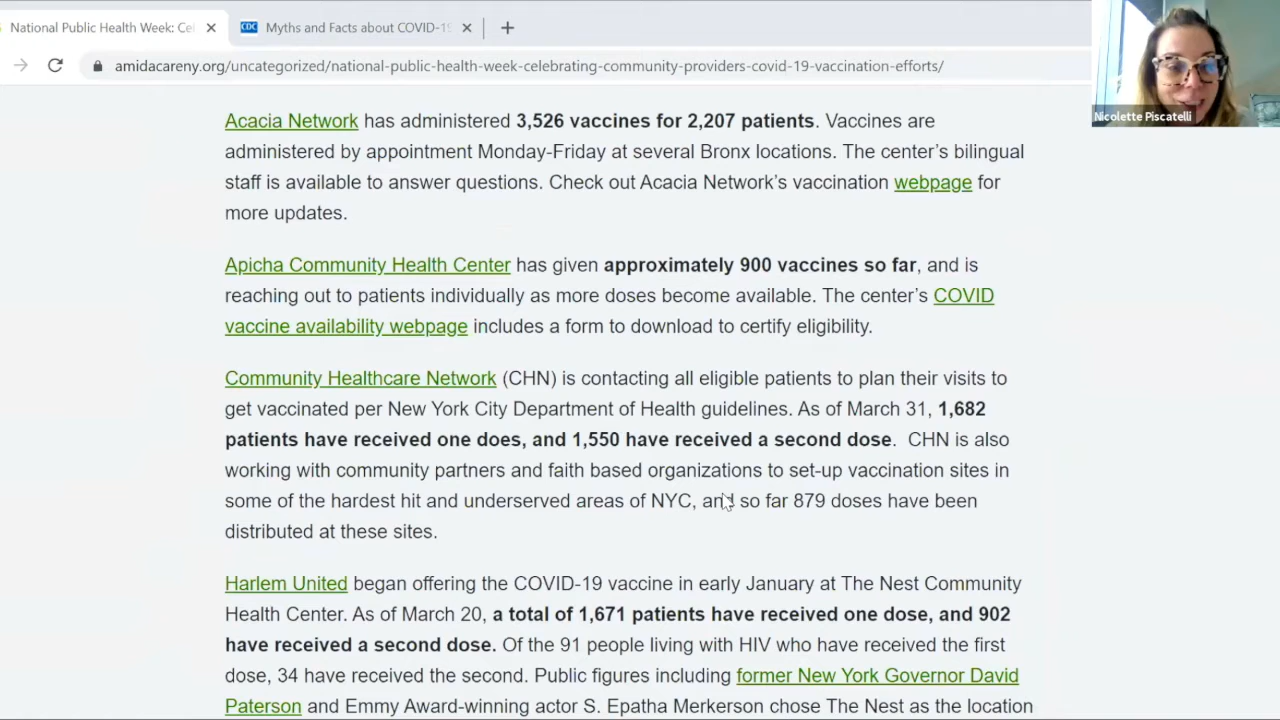 National Public Health Week: Cel
Myths and Facts about COVID-19
amidacareny.org/uncategorized/national-public-health-week-celebrating-community-providers-covid-19-vaccination-efforts/
Nicolette Piscatelli
Acacia Network has administered 3,526 vaccines for 2,207 patients. Vaccines are
administered by appointment Monday-Friday at several Bronx locations. The center's bilingual
staff is available to answer questions. Check out Acacia Network's vaccination webpage for
more updates.
Apicha Community Health Center has given approximately 900 vaccines so far, and is
reaching out to patients individually as more doses become available. The center's COVID
vaccine availability webpage includes a form to download to certify eligibility.
Community Healthcare Network (CHN) is contacting all eligible patients to plan their visits to
get vaccinated per New York City Department of Health guidelines. As of March 31, 1,682
patients have received one does, and 1,550 have received a second dose. CHN is also
working with community partners and faith based organizations to set-up vaccination sites in
some of the hardest hit and underserved areas of NYC, and so far 879 doses have been
distributed at these sites.
Harlem United began offering the COVID-19 vaccine in early January at The Nest Community
Health Center. As of March 20, a total of 1,671 patients have received one dose, and 902
have received a second dose. Of the 91 people living with HIV who have received the first
dose, 34 have received the second. Public figures including former New York Governor David
Paterson and Emmy Award-winning actor S. Epatha Merkerson chose The Nest as the location